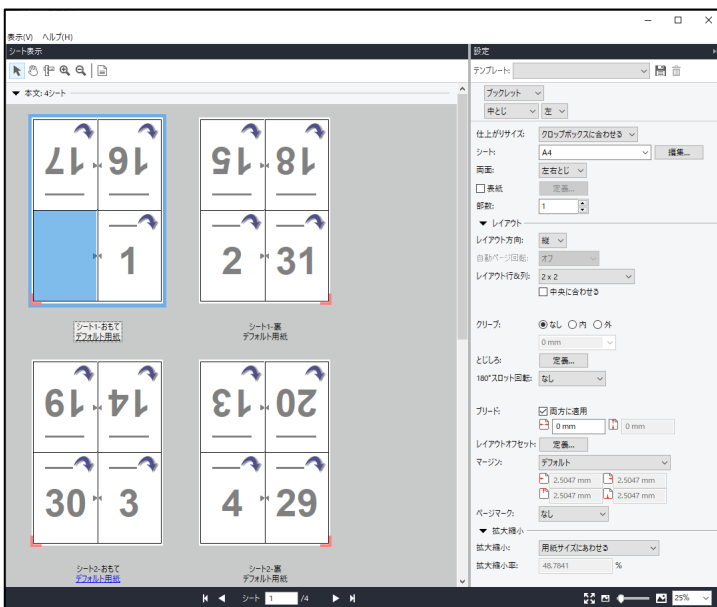 表示(V) ヘルプ(H)
シート表示
▼ 本文: 4シート
17 16
1
シート1-おもて
デフォルト用紙
15 18
2 31
シート1-裏
デフォルト用紙
19 14
30 3
シート2-おもて
デフォルト用紙
13 20
4 29
シート2-裏
デフォルト用紙
シート 1 /4
25%
設定
テンプレート:
ブックレット
中とじ 左
仕上がりサイズ: クロップボックスに合わせる
シート: A4 編集...
両面: 左右とじ
表紙 定義...
部数: 1
▼ レイアウト
レイアウト方向: 縦
自動ページ回転: オフ
レイアウト行&列: 2 x 2
中央に合わせる
クリープ: なし 内 外
0 mm
とじしろ: 定義...
180°スロット回転: なし
ブリード: 両方に適用
0 mm 0 mm
レイアウトオフセット: 定義...
マージン: デフォルト
2.5047 mm 2.5047 mm
2.5047 mm 2.5047 mm
ページマーク: なし
▼ 拡大縮小
拡大縮小: 用紙サイズにあわせる
拡大縮小率: 48.7841 %